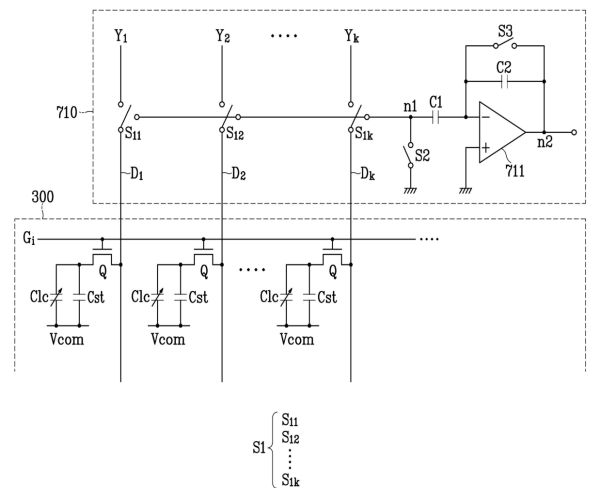 Y1 Y2 .... Yk S3
C2
710 n1 C1
S11 S12 S1k − n2
S2 + 711
D1 D2 Dk
300
Gi ....
Q Q .... Q
Clc Cst Clc Cst Clc Cst
Vcom Vcom Vcom
S11
S12
S1
S1k